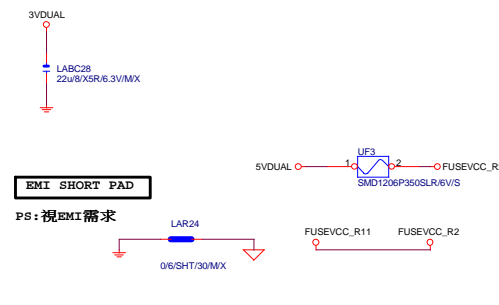 3VDUAL
LABC28
22u/8/X5R/6.3V/M/X
UF3
5VDUAL 1 2 FUSEVCC_R
SMD1206P350SLR/6V/S
EMI SHORT PAD
PS:視EMI需求
LAR24
0/6/SHT/30/M/X
FUSEVCC_R11 FUSEVCC_R2